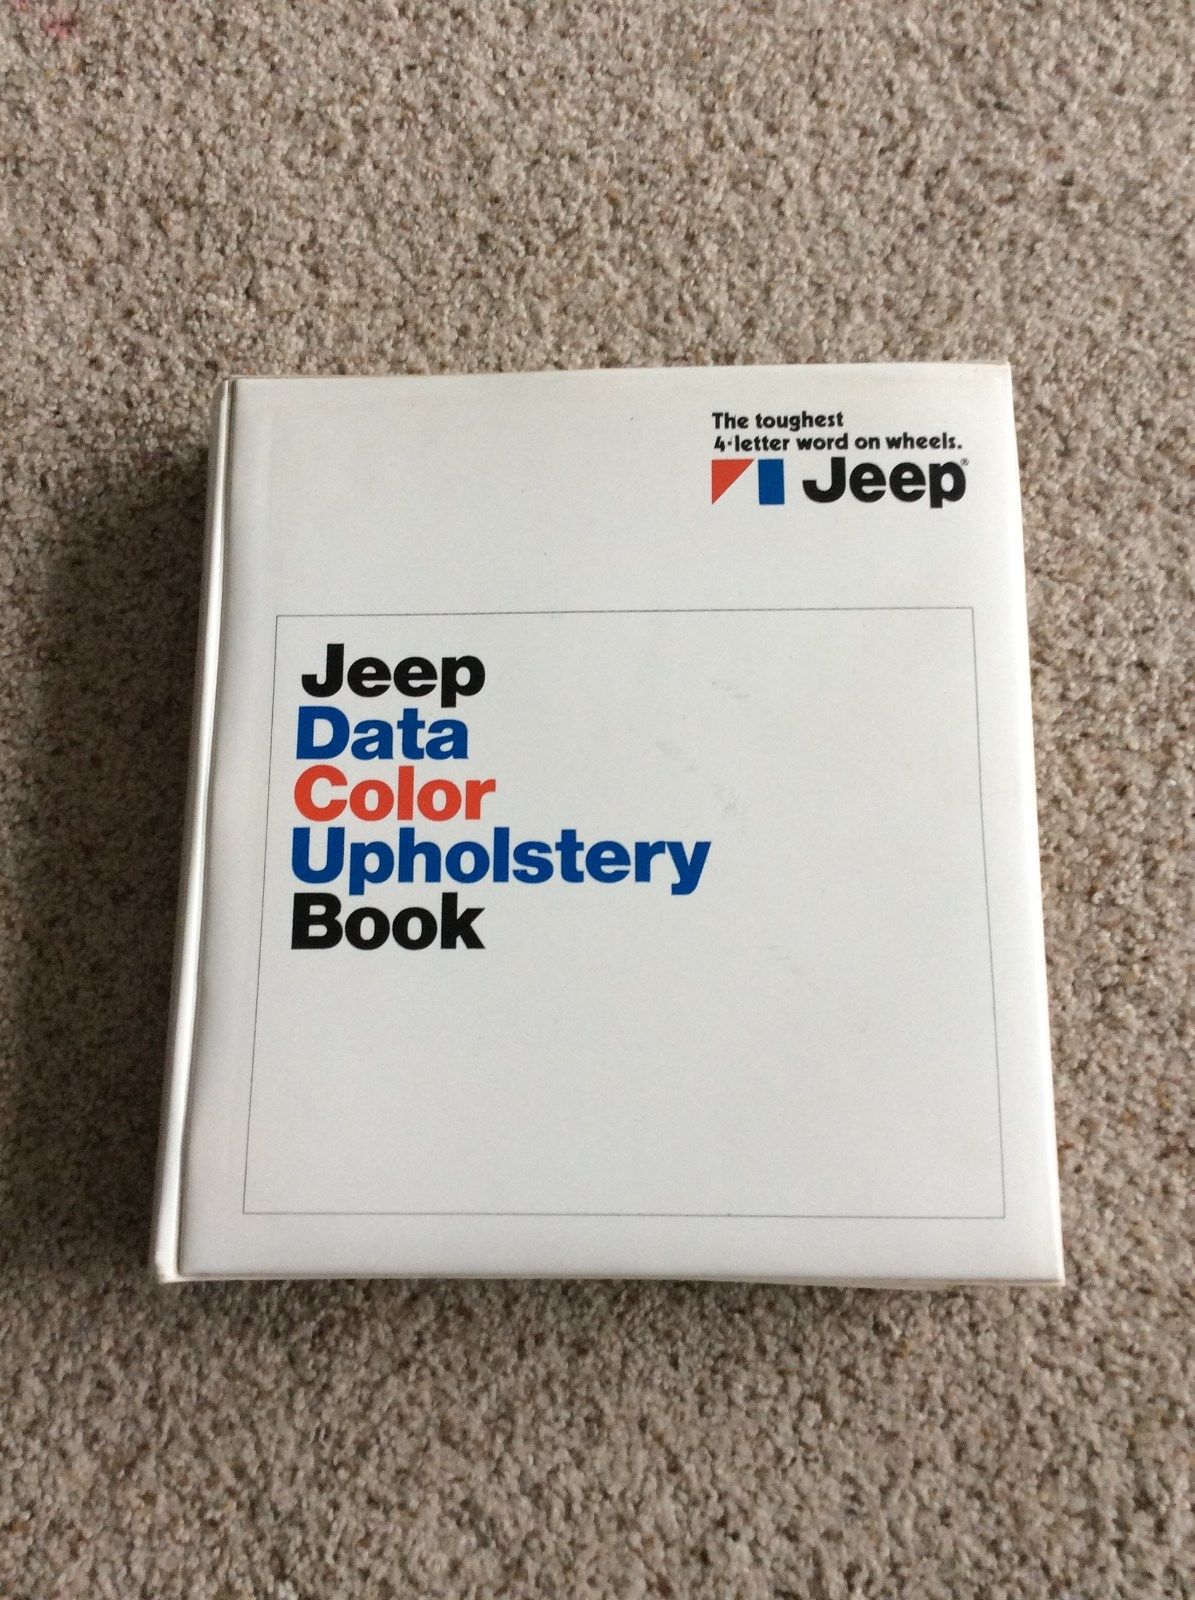 The toughest
4-letter word on wheels.
Jeep®
Jeep
Data
Color
Upholstery
Book